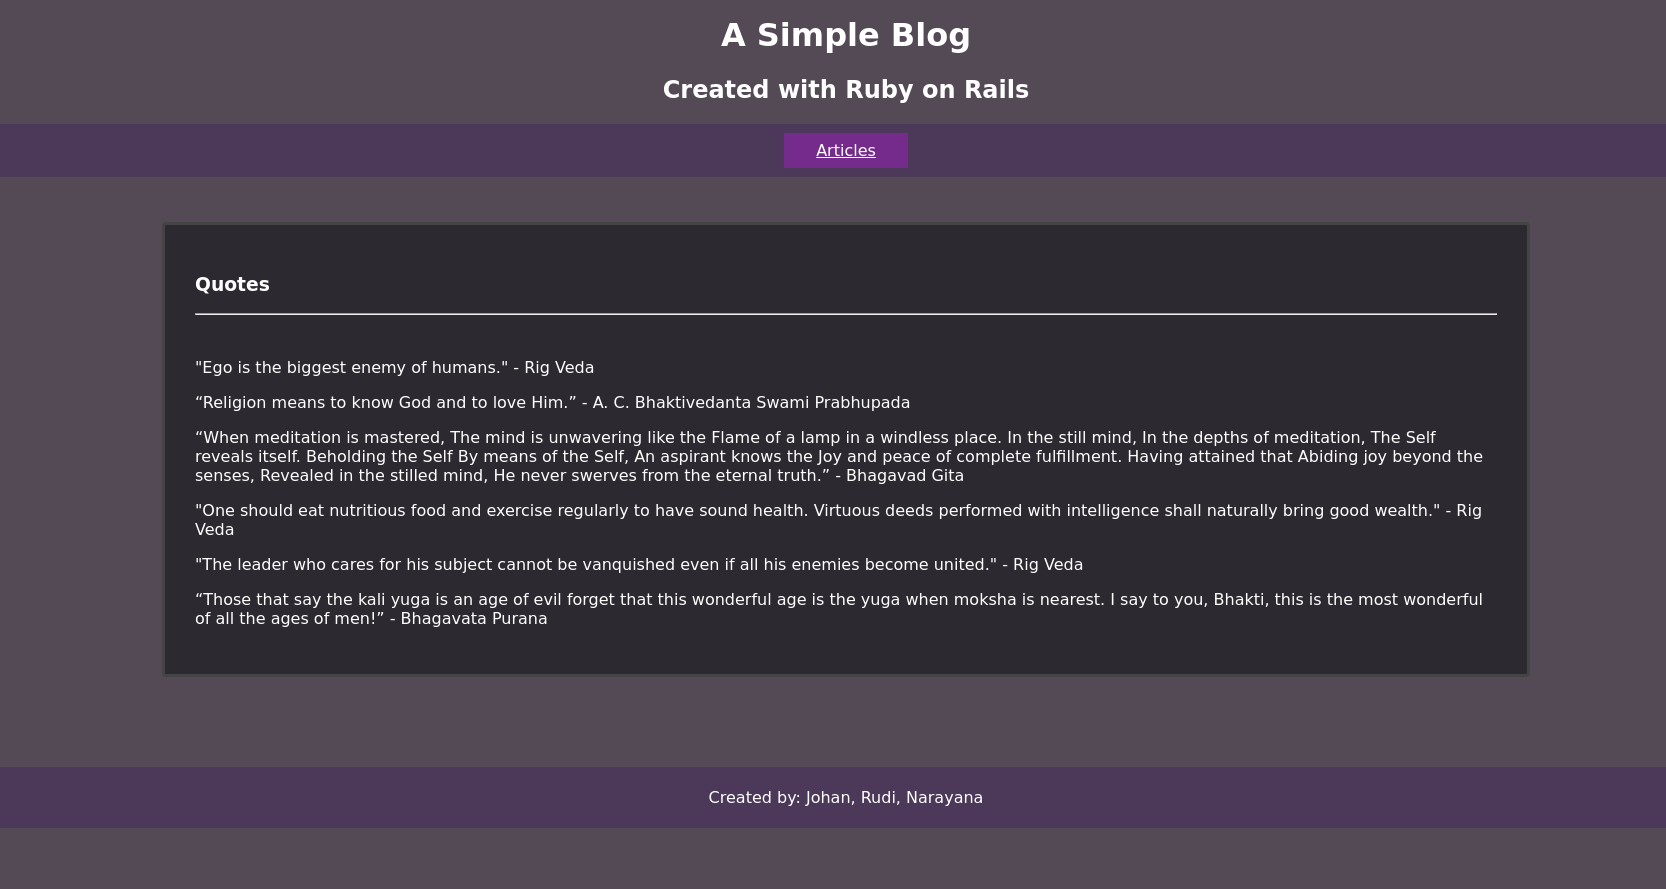 A Simple Blog
Created with Ruby on Rails
Articles
Quotes
"Ego is the biggest enemy of humans." - Rig Veda
“Religion means to know God and to love Him.” - A. C. Bhaktivedanta Swami Prabhupada
“When meditation is mastered, The mind is unwavering like the Flame of a lamp in a windless place. In the still mind, In the depths of meditation, The Self
reveals itself. Beholding the Self By means of the Self, An aspirant knows the Joy and peace of complete fulfillment. Having attained that Abiding joy beyond the
senses, Revealed in the stilled mind, He never swerves from the eternal truth.” - Bhagavad Gita
"One should eat nutritious food and exercise regularly to have sound health. Virtuous deeds performed with intelligence shall naturally bring good wealth." - Rig
Veda
"The leader who cares for his subject cannot be vanquished even if all his enemies become united." - Rig Veda
“Those that say the kali yuga is an age of evil forget that this wonderful age is the yuga when moksha is nearest. I say to you, Bhakti, this is the most wonderful
of all the ages of men!” - Bhagavata Purana
Created by: Johan, Rudi, Narayana